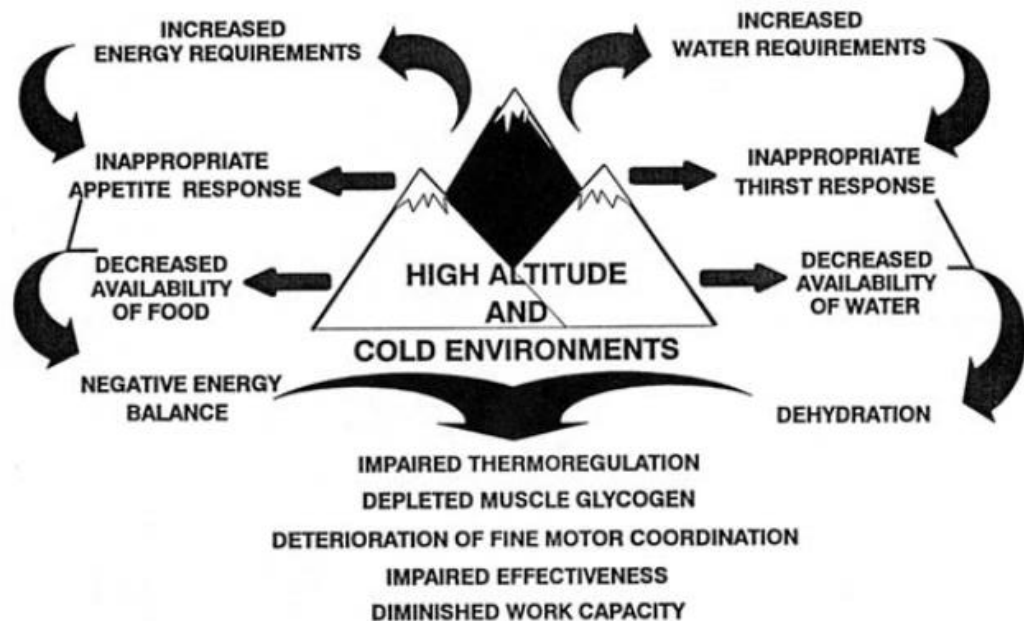 INCREASED
ENERGY REQUIREMENTS
INCREASED
WATER REQUIREMENTS
INAPPROPRIATE
APPETITE RESPONSE
INAPPROPRIATE
THIRST RESPONSE
DECREASED
AVAILABILITY
OF FOOD
HIGH ALTITUDE
AND
COLD ENVIRONMENTS
DECREASED
AVAILABILITY
OF WATER
NEGATIVE ENERGY
BALANCE
DEHYDRATION
IMPAIRED THERMOREGULATION
DEPLETED MUSCLE GLYCOGEN
DETERIORATION OF FINE MOTOR COORDINATION
IMPAIRED EFFECTIVENESS
DIMINISHED WORK CAPACITY